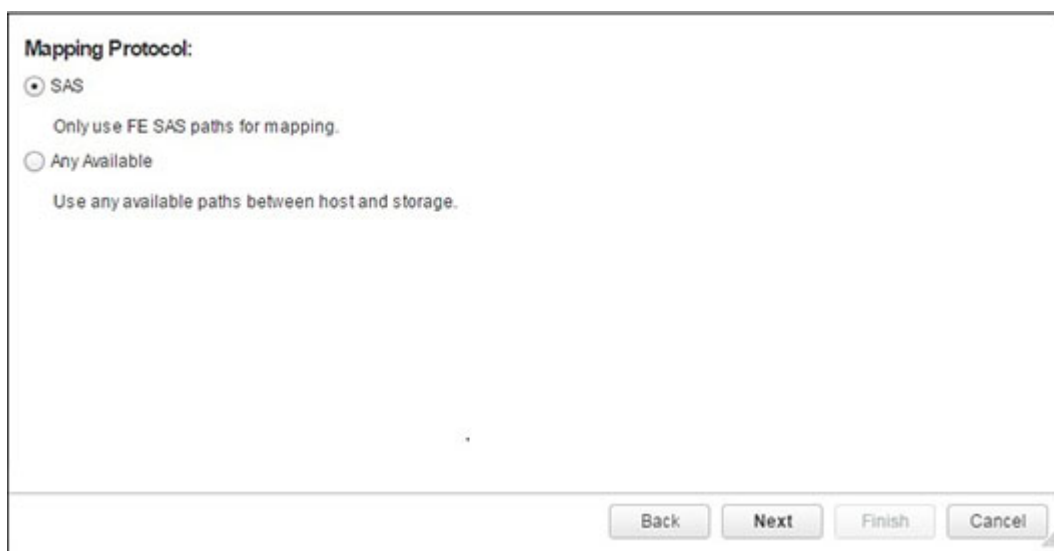 Mapping Protocol:
SAS
Only use FE SAS paths for mapping.
Any Available
Use any available paths between host and storage.
Back Next Finish Cancel